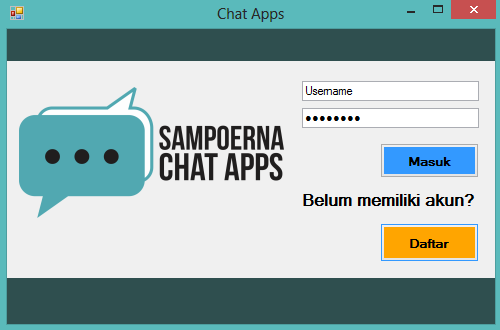 Chat Apps
SAMPOERNA
CHAT APPS
Username
●●●●●●●●
Masuk
Belum memiliki akun?
Daftar